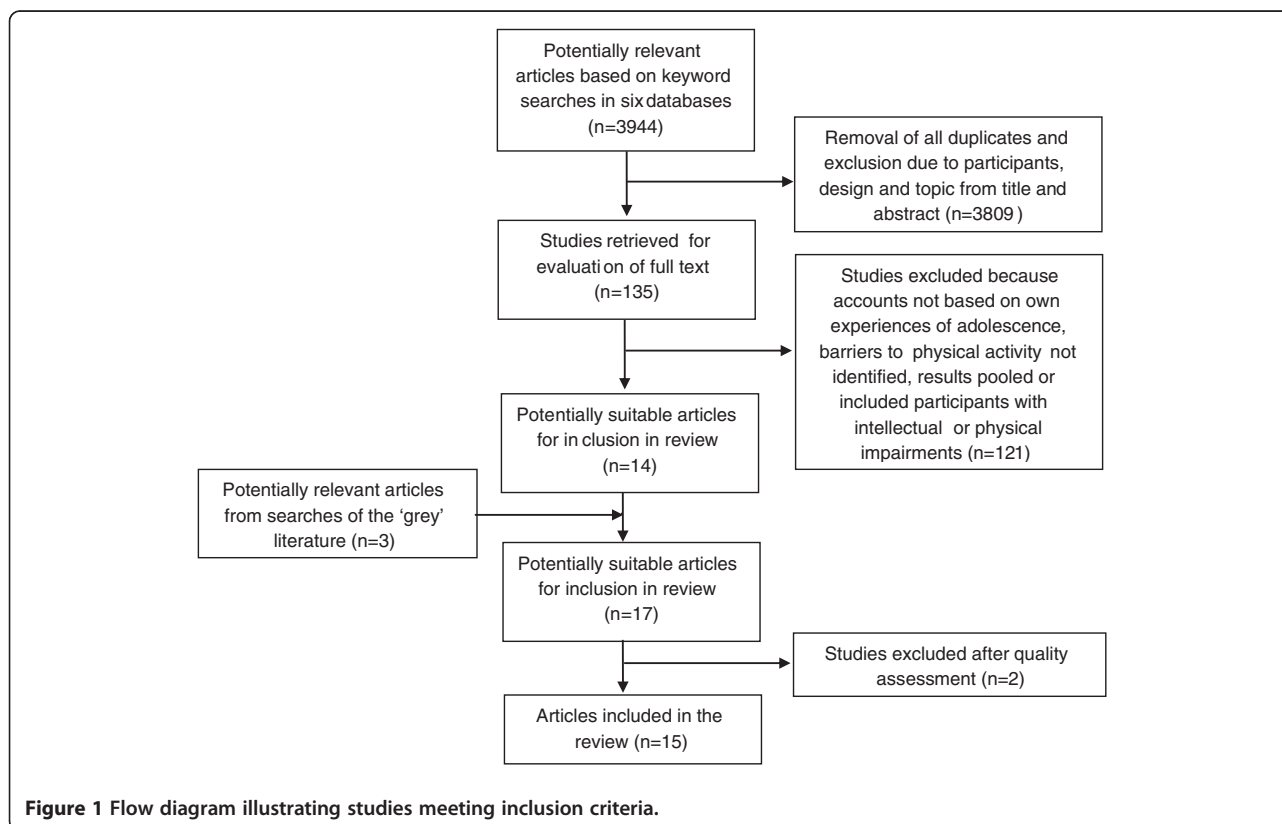 Potentially relevant
articles based on keyword
searches in six databases
(n=3944)
Removal of all duplicates and
exclusion due to participants,
design and topic from title and
abstract (n=3809)
Studies retrieved for
evaluation of full text
(n=135)
Studies excluded because
accounts not based on own
experiences of adolescence,
barriers to physical activity not
identified, results pooled or
included participants with
intellectual or physical
impairments (n=121)
Potentially suitable articles
for in clusion in review
(n=14)
Potentially relevant articles
from searches of the ‘grey’
literature (n=3)
Potentially suitable articles
for inclusion in review
(n=17)
Studies excluded after quality
assessment (n=2)
Articles included in the
review (n=15)
Figure 1 Flow diagram illustrating studies meeting inclusion criteria.